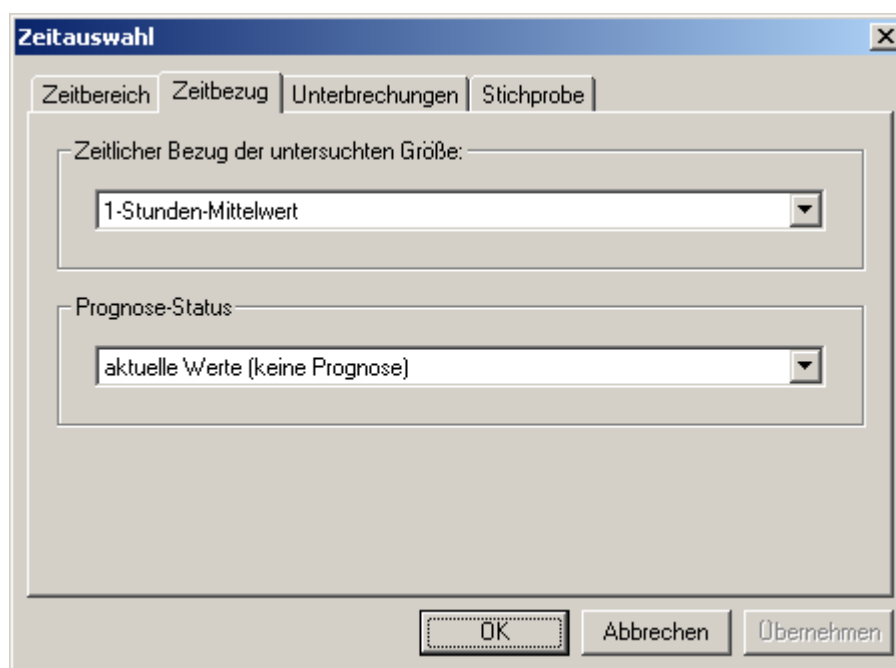 Zeitauswahl
Zeitbereich Zeitbezug Unterbrechungen Stichprobe
Zeitlicher Bezug der untersuchten Größe:
1-Stunden-Mittelwert
Prognose-Status
aktuelle Werte (keine Prognose)
OK Abbrechen Übernehmen